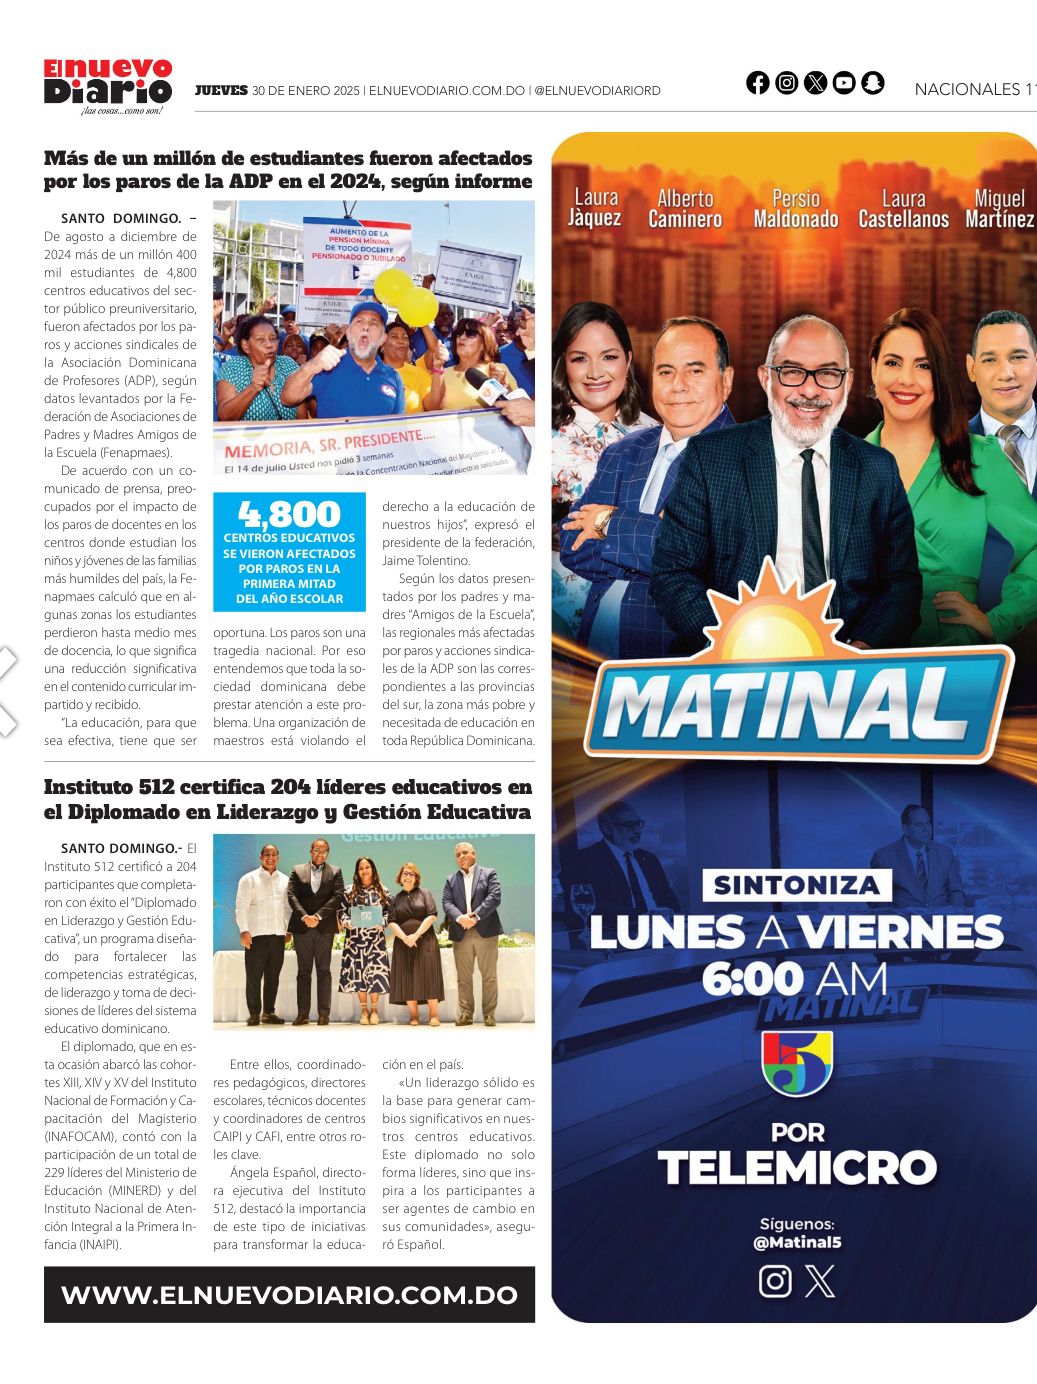 El nuevo
Diario
¡las cosas...como son!
JUEVES 30 DE ENERO 2025 | ELNUEVODIARIO.COM.DO | @ELNUEVODIARIORD
NACIONALES 11
Más de un millón de estudiantes fueron afectados
por los paros de la ADP en el 2024, según informe
SANTO DOMINGO. –
De agosto a diciembre de
2024 más de un millón 400
mil estudiantes de 4,800
centros educativos del sec-
tor público preuniversitario,
fueron afectados por los pa-
ros y acciones sindicales de
la Asociación Dominicana
de Profesores (ADP), según
datos levantados por la Fe-
deración de Asociaciones de
Padres y Madres Amigos de
la Escuela (Fenapmaes).
De acuerdo con un co-
municado de prensa, preo-
cupados por el impacto de
los paros de docentes en los
centros donde estudian los
niños y jóvenes de las familias
más humildes del país, la Fe-
napmaes calculó que en al-
gunas zonas los estudiantes
perdieron hasta medio mes
de docencia, lo que significa
una reducción significativa
en el contenido curricular im-
partido y recibido.
“La educación, para que
sea efectiva, tiene que ser
AUMENTO DE LA
PENSION MÍNIMA
DE TODO DOCENTE
PENSIONADO O JUBILADO
EXIGE
EXIGE
MEMORIA, SR. PRESIDENTE....
El 14 de julio Usted nos pidió 3 semanas
de la Concentración Nacional del Magisterio
estudiar nuestras solicitudes
4,800
CENTROS EDUCATIVOS
SE VIERON AFECTADOS
POR PAROS EN LA
PRIMERA MITAD
DEL AÑO ESCOLAR
oportuna. Los paros son una
tragedia nacional. Por eso
entendemos que toda la so-
ciedad dominicana debe
prestar atención a este pro-
blema. Una organización de
maestros está violando el
derecho a la educación de
nuestros hijos”, expresó el
presidente de la federación,
Jaime Tolentino.
Según los datos presen-
tados por los padres y ma-
dres “Amigos de la Escuela”,
las regionales más afectadas
por paros y acciones sindica-
les de la ADP son las corres-
pondientes a las provincias
del sur, la zona más pobre y
necesitada de educación en
toda República Dominicana.
Instituto 512 certifica 204 líderes educativos en
el Diplomado en Liderazgo y Gestión Educativa
SANTO DOMINGO.- El
Instituto 512 certificó a 204
participantes que completa-
ron con éxito el “Diplomado
en Liderazgo y Gestión Edu-
cativa”, un programa diseña-
do para fortalecer las
competencias estratégicas,
de liderazgo y toma de deci-
siones de líderes del sistema
educativo dominicano.
El diplomado, que en es-
ta ocasión abarcó las cohor-
tes XIII, XIV y XV del Instituto
Nacional de Formación y Ca-
pacitación del Magisterio
(INAFOCAM), contó con la
participación de un total de
229 líderes del Ministerio de
Educación (MINERD) y del
Instituto Nacional de Aten-
ción Integral a la Primera In-
fancia (INAIPI).
Gestión Educativa
Entre ellos, coordinado-
res pedagógicos, directores
escolares, técnicos docentes
y coordinadores de centros
CAIPI y CAFI, entre otros ro-
les clave.
Ángela Español, directo-
ra ejecutiva del Instituto
512, destacó la importancia
de este tipo de iniciativas
para transformar la educa-
ción en el país.
«Un liderazgo sólido es
la base para generar cam-
bios significativos en nues-
tros centros educativos.
Este diplomado no solo
forma líderes, sino que ins-
pira a los participantes a
ser agentes de cambio en
sus comunidades», asegu-
ró Español.
WWW.ELNUEVODIARIO.COM.DO
Laura
Jàquez
Alberto
Caminero
Persio
Maldonado
Laura
Castellanos
Miguel
Martínez
MATINAL
SINTONIZA
LUNES A VIERNES
6:00 AM
MATINAL
5
POR
TELEMICRO
Síguenos:
@Matinal5